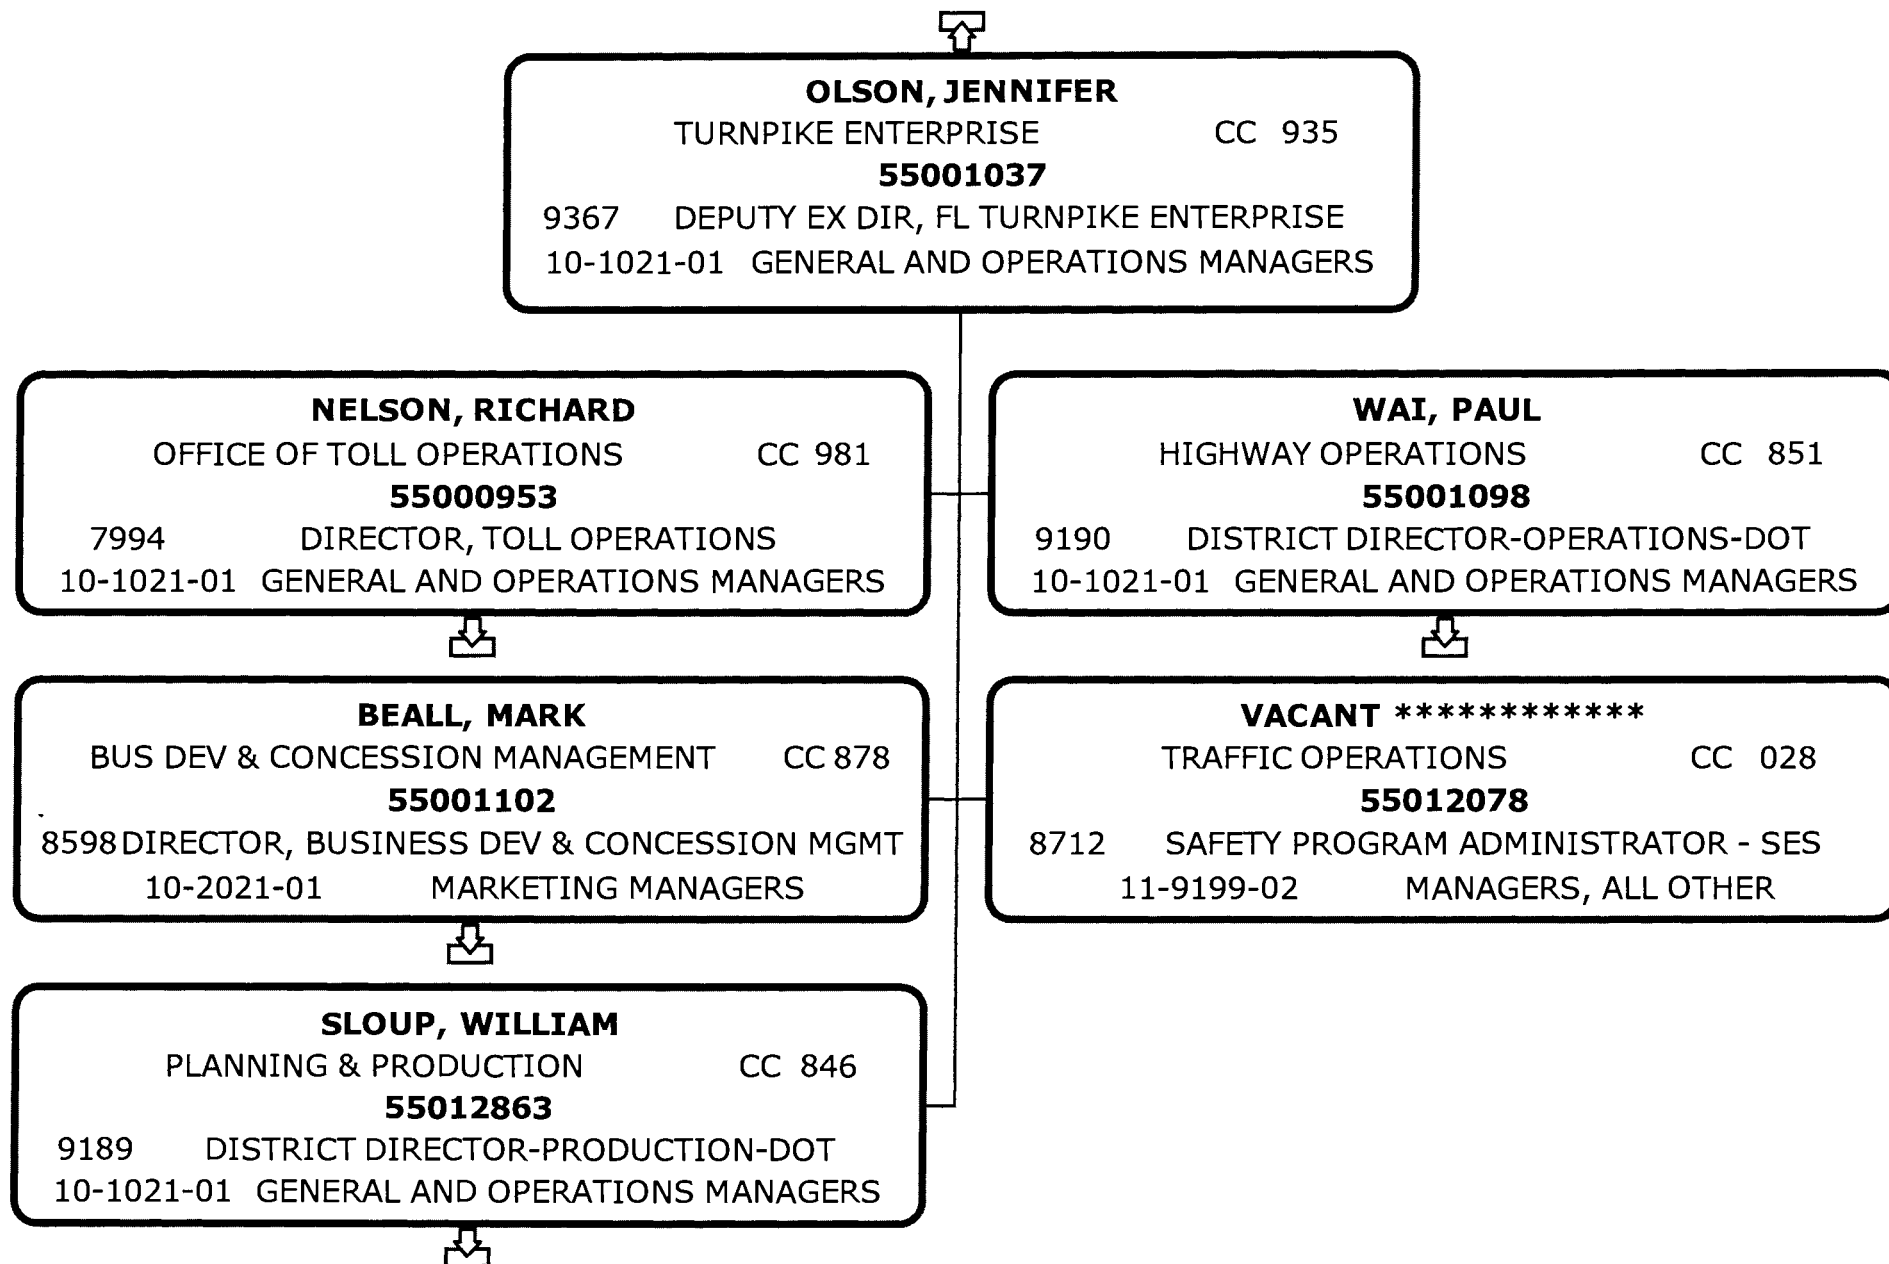 OLSON, JENNIFER
TURNPIKE ENTERPRISE CC 935
55001037
9367 DEPUTY EX DIR, FL TURNPIKE ENTERPRISE
10-1021-01 GENERAL AND OPERATIONS MANAGERS
NELSON, RICHARD
OFFICE OF TOLL OPERATIONS CC 981
55000953
7994 DIRECTOR, TOLL OPERATIONS
10-1021-01 GENERAL AND OPERATIONS MANAGERS
WAI, PAUL
HIGHWAY OPERATIONS CC 851
55001098
9190 DISTRICT DIRECTOR-OPERATIONS-DOT
10-1021-01 GENERAL AND OPERATIONS MANAGERS
BEALL, MARK
BUS DEV & CONCESSION MANAGEMENT CC 878
55001102
8598 DIRECTOR, BUSINESS DEV & CONCESSION MGMT
10-2021-01 MARKETING MANAGERS
VACANT ************
TRAFFIC OPERATIONS CC 028
55012078
8712 SAFETY PROGRAM ADMINISTRATOR - SES
11-9199-02 MANAGERS, ALL OTHER
SLOUP, WILLIAM
PLANNING & PRODUCTION CC 846
55012863
9189 DISTRICT DIRECTOR-PRODUCTION-DOT
10-1021-01 GENERAL AND OPERATIONS MANAGERS